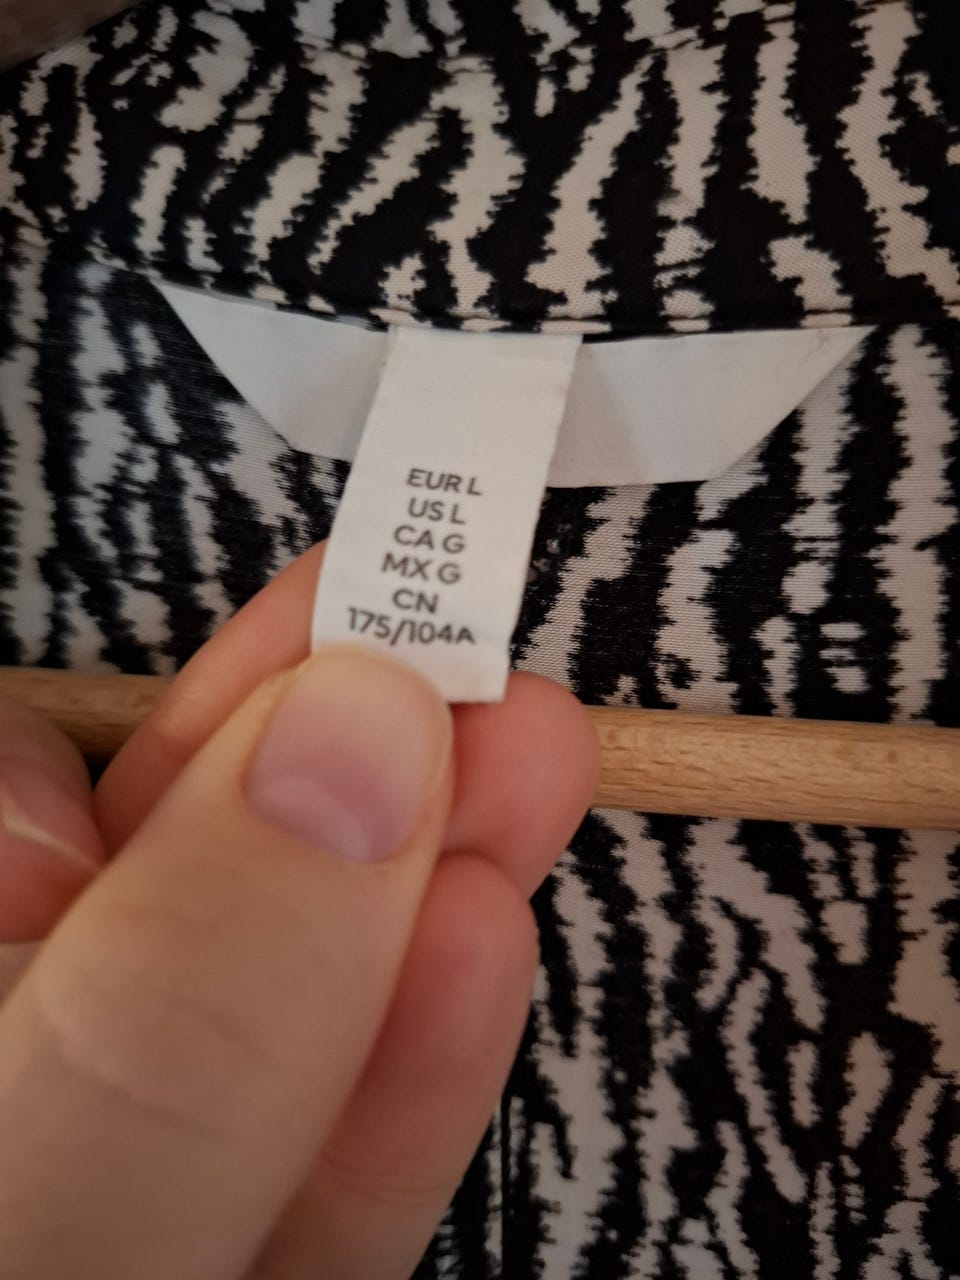 EUR L
US L
CA G
MX G
CN
175/104A